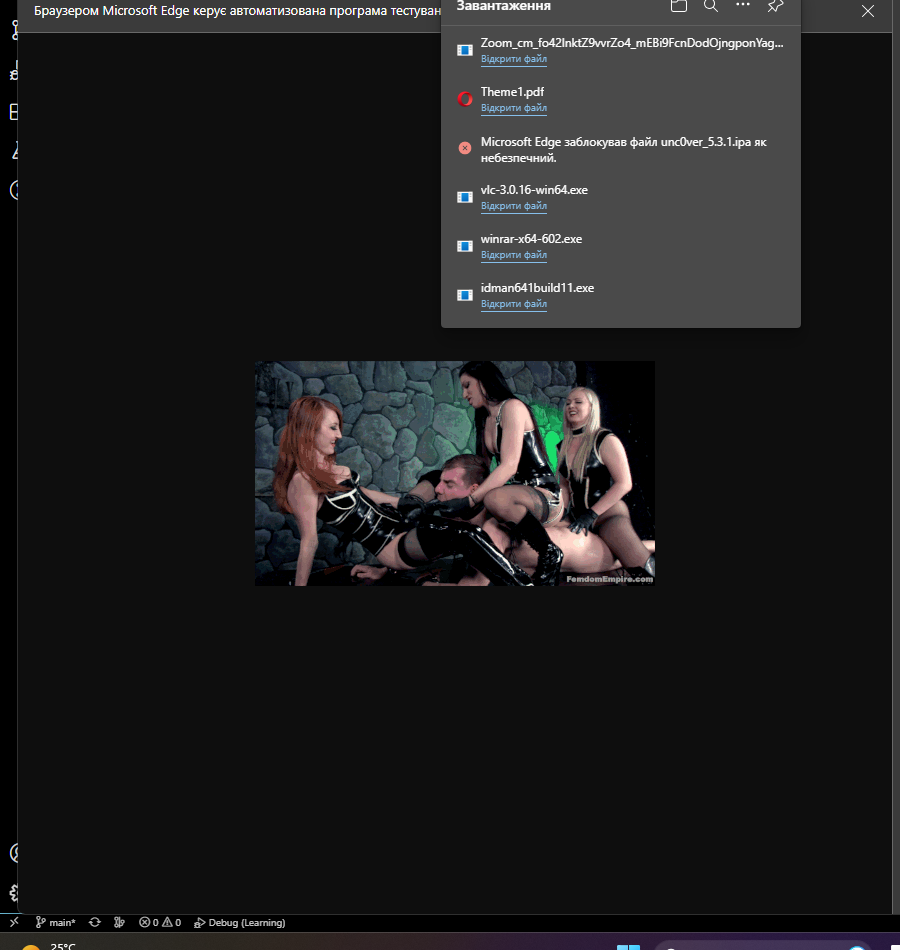 Браузером Microsoft Edge керує автоматизована програма тестуван
Завантаження
Zoom_cm_fo42lnktZ9vvrZo4_mEBi9FcnDodOjngponYag...
Відкрити файл
Theme1.pdf
Відкрити файл
Microsoft Edge заблокував файл unc0ver_5.3.1.ipa як
небезпечний.
vlc-3.0.16-win64.exe
Відкрити файл
winrar-x64-602.exe
Відкрити файл
idman641build11.exe
Відкрити файл
FemdomEmpire.com
main* 0 0 Debug (Learning)
25°C